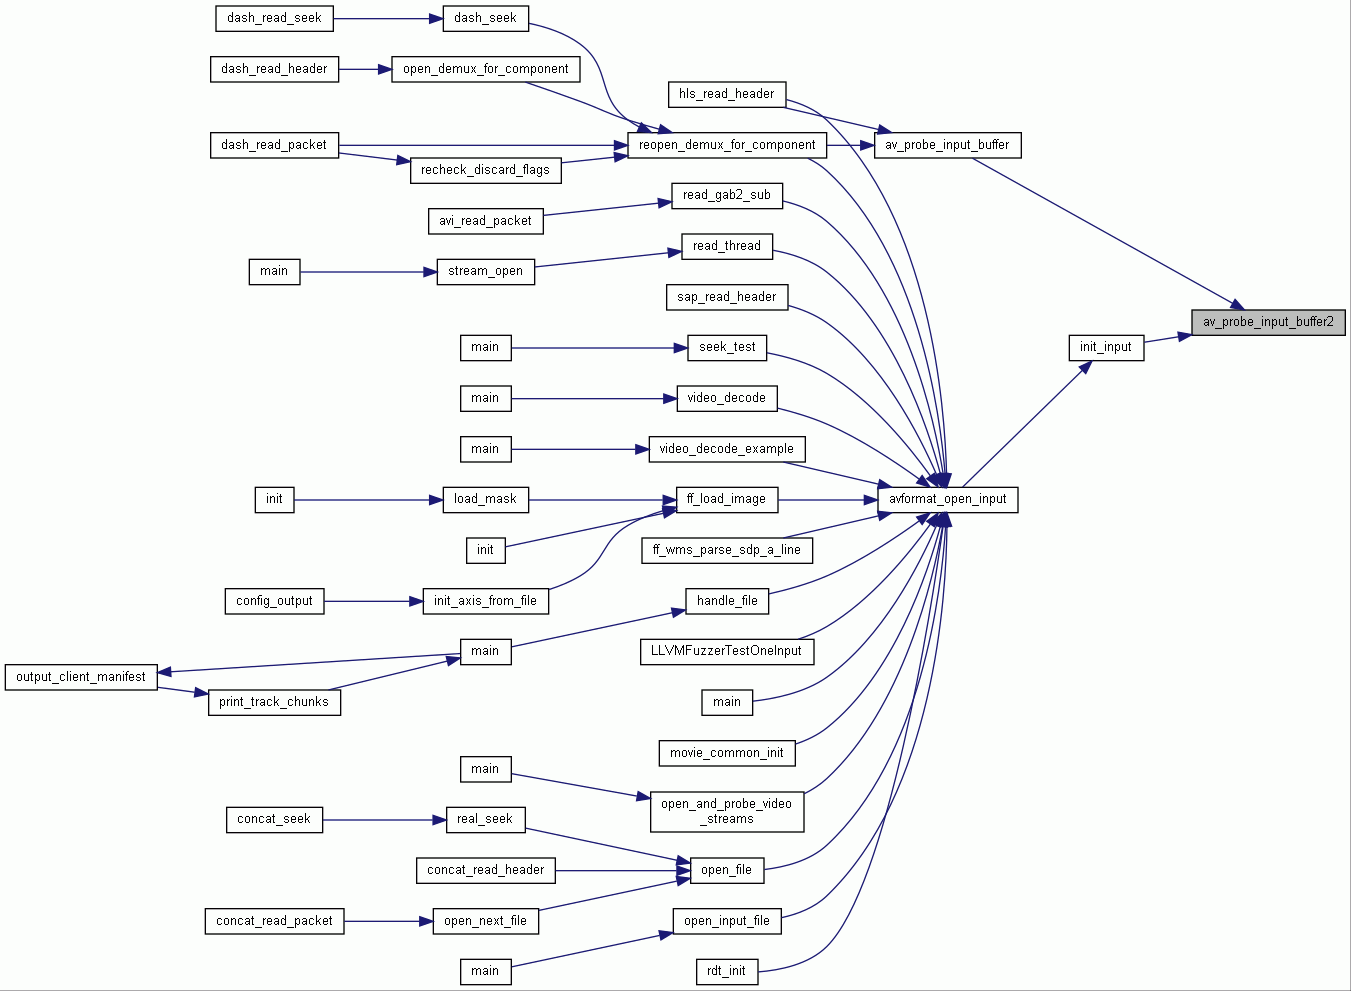 dash_read_seek
dash_seek
dash_read_header
open_demux_for_component
hls_read_header
dash_read_packet
reopen_demux_for_component
av_probe_input_buffer
recheck_discard_flags
read_gab2_sub
avi_read_packet
read_thread
main
stream_open
sap_read_header
av_probe_input_buffer2
main
seek_test
init_input
main
video_decode
main
video_decode_example
init
load_mask
ff_load_image
avformat_open_input
init
ff_wms_parse_sdp_a_line
config_output
init_axis_from_file
handle_file
main
LLVMFuzzerTestOneInput
output_client_manifest
print_track_chunks
main
movie_common_init
main
open_and_probe_video
_streams
concat_seek
real_seek
concat_read_header
open_file
concat_read_packet
open_next_file
open_input_file
main
rdt_init